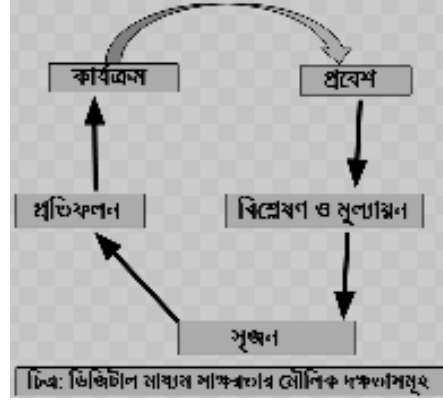 কার্যক্রম
প্রবেশ
প্রতিফলন
বিশ্লেষণ ও মূল্যায়ন
সৃজন
চিত্র: ডিজিটাল মাধ্যম সাক্ষরতার মৌলিক দক্ষতাসমূহ